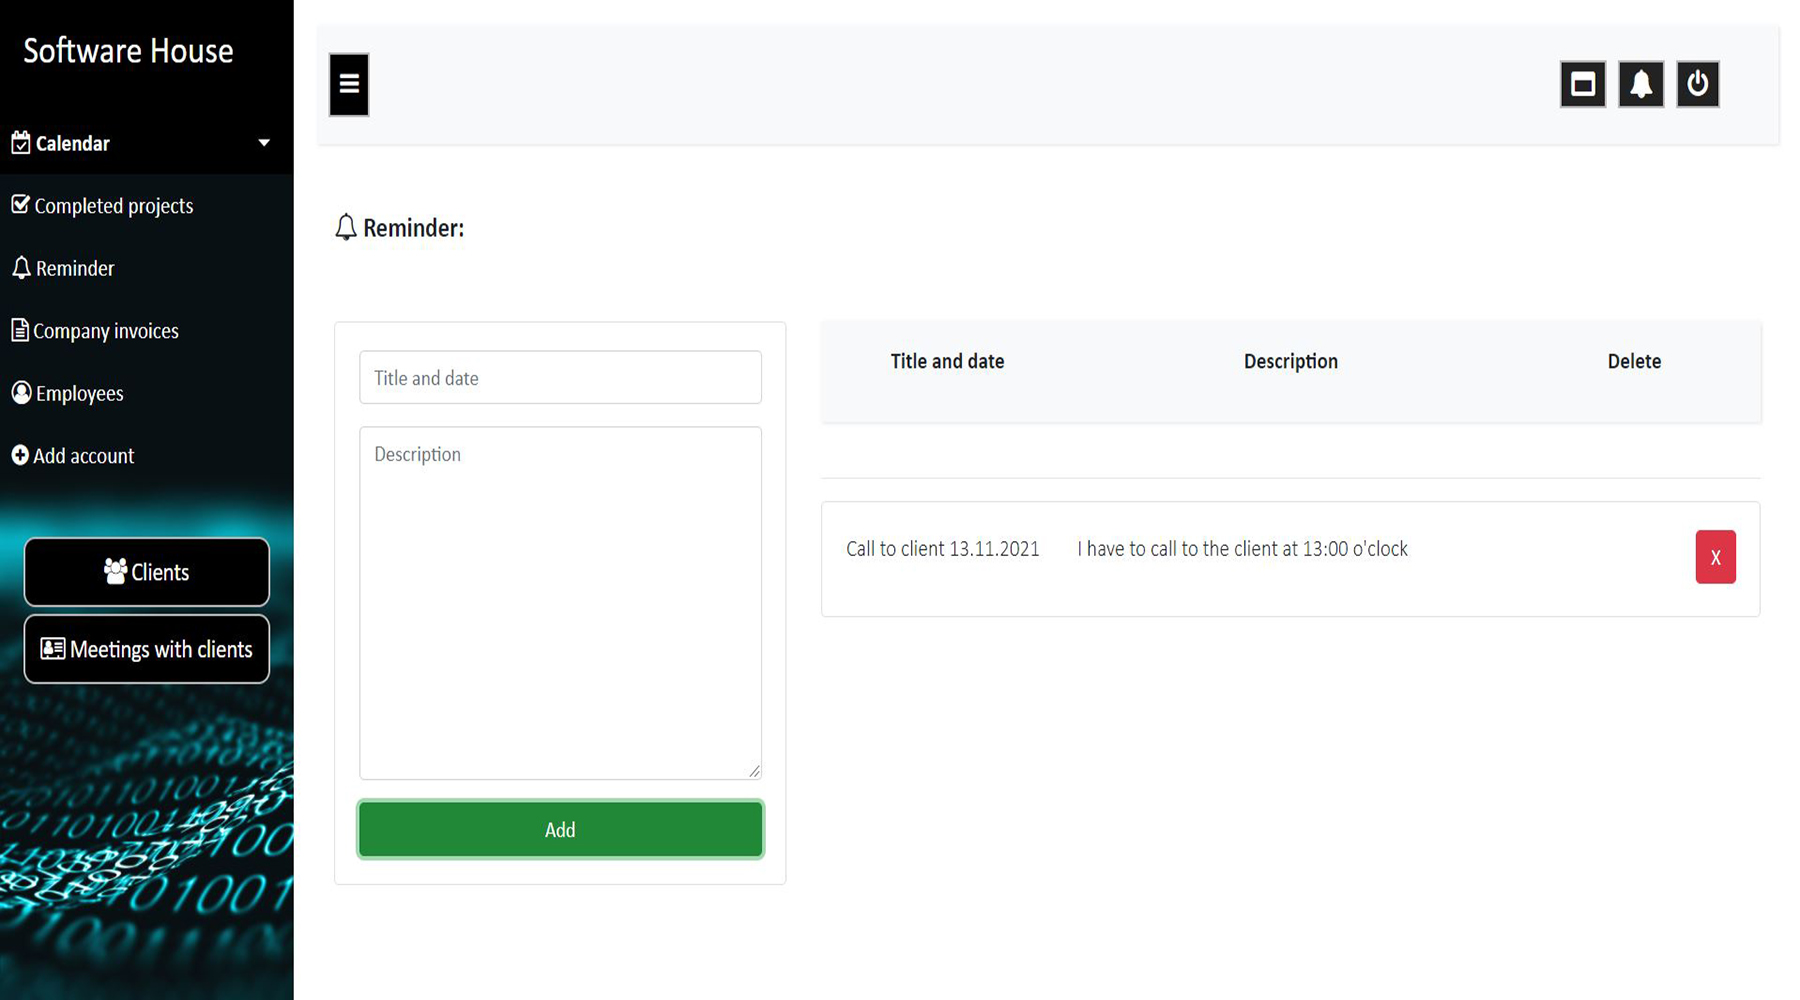 Software House
Calendar
Completed projects
Reminder
Company invoices
Employees
Add account
Clients
Meetings with clients
Reminder:
Title and date
Description
Add
Title and date Description Delete
Call to client 13.11.2021 I have to call to the client at 13:00 o'clock X